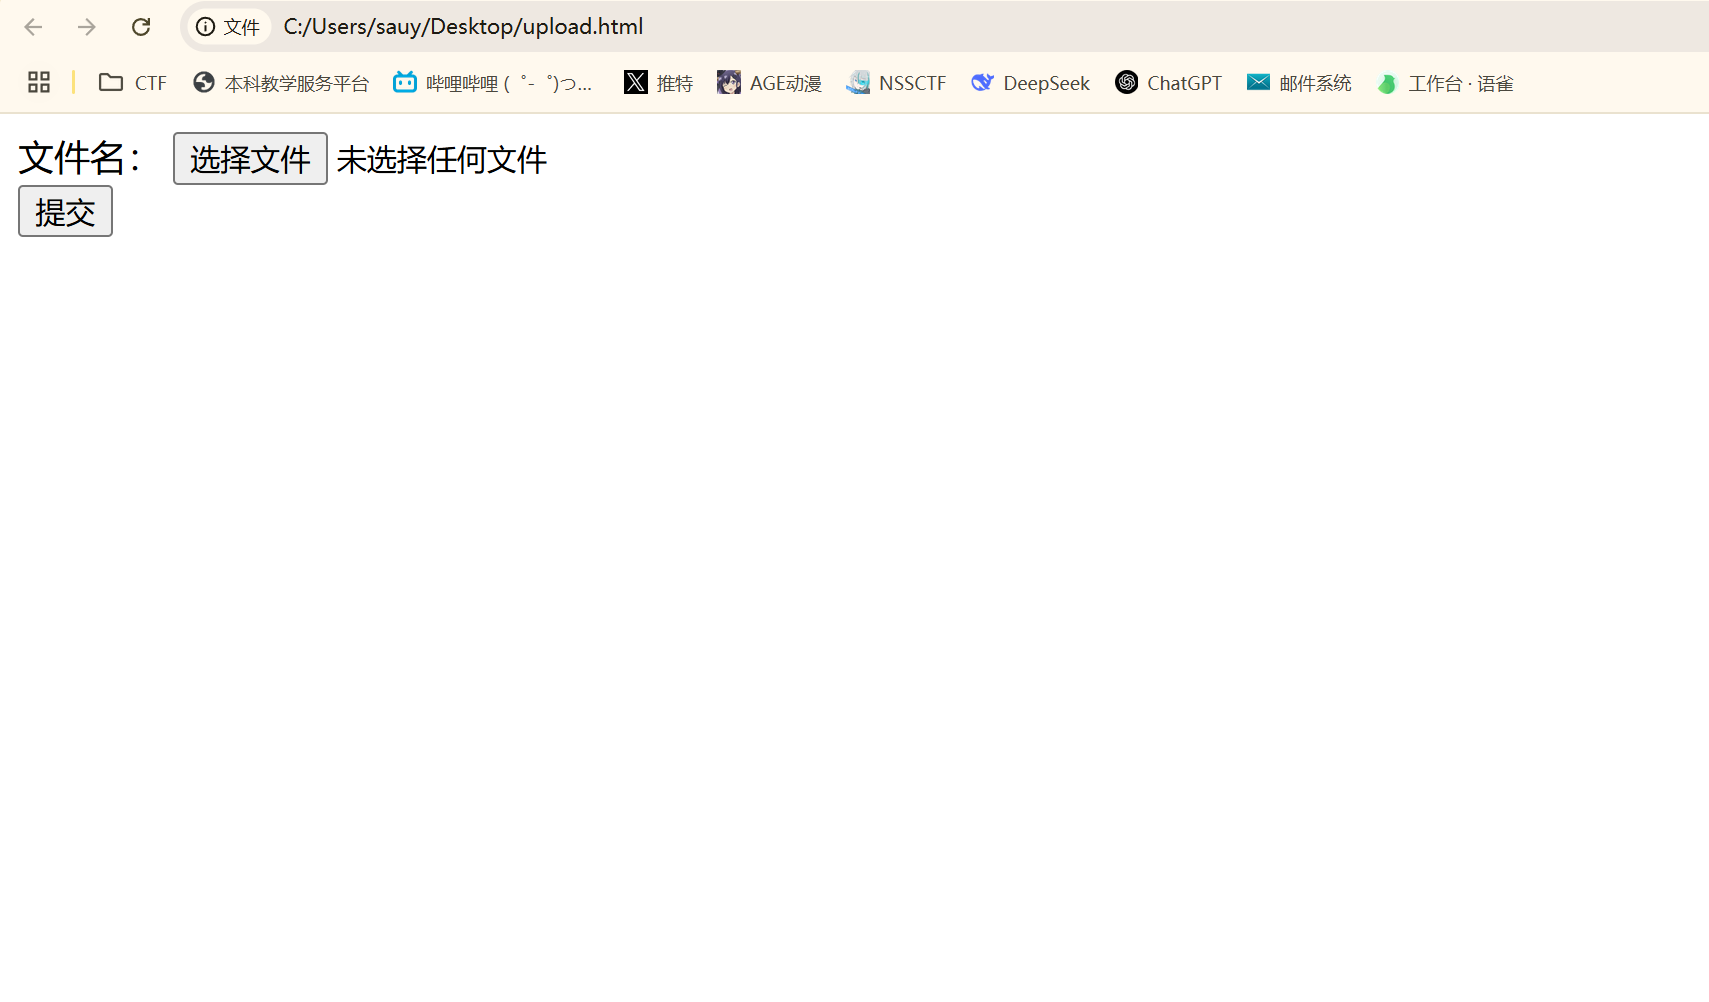 文件 C:/Users/sauy/Desktop/upload.html
CTF 本科教学服务平台 哔哩哔哩 (゜-゜)つ... 推特 AGE动漫 NSSCTF DeepSeek ChatGPT 邮件系统 工作台 · 语雀
文件名： 选择文件 未选择任何文件
提交